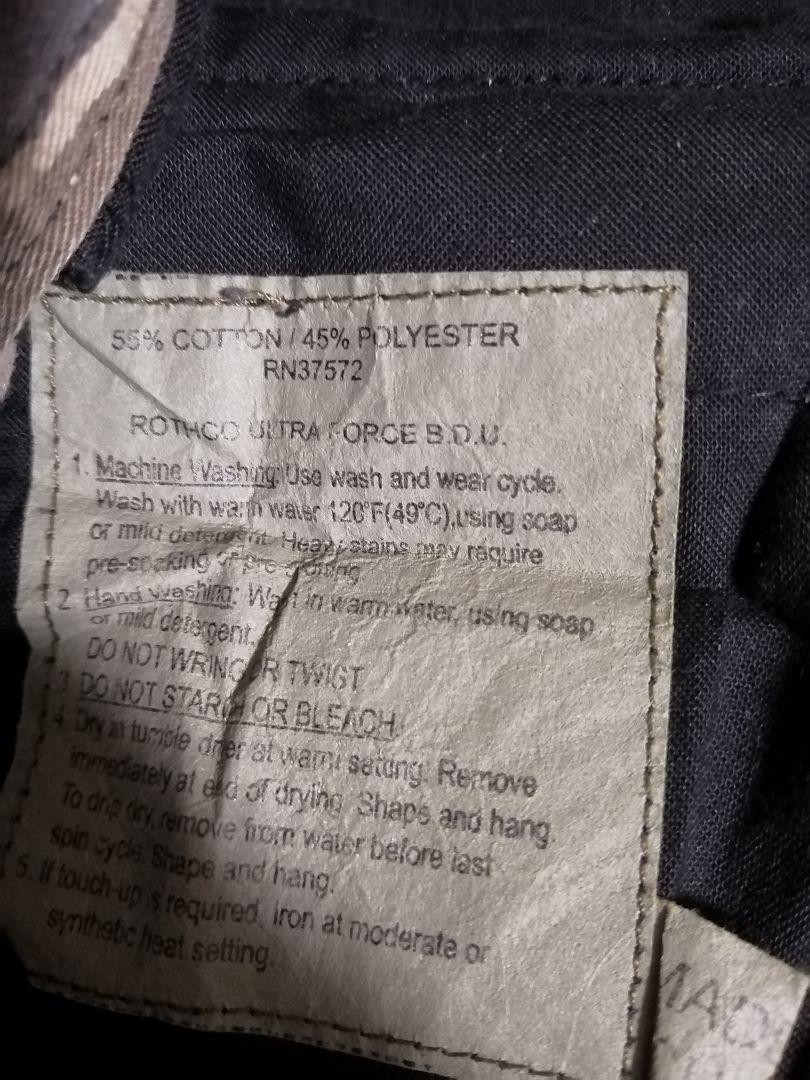 55% COTTON / 45% POLYESTER
RN37572
ROTHCO ULTRA FORCE B.D.U.
1. Machine Washing: Use wash and wear cycle.
Wash with warm water 120°F(49°C),using soap
or mild detergent. Heavy stains may require
pre-soaking or pre
2. Hand Washing: Wash in warm water, using soap
or mild detergent.
DO NOT WRING OR TWIST
3 DO NOT STARCH OR BLEACH.
4. Dry in tumble drier at warm setting. Remove
immediately at end of drying. Shape and hang.
To drip dry, remove from water before last
spin cycle. Shape and hang.
5. If touch-up is required, iron at moderate or
synthetic heat setting.
MAD